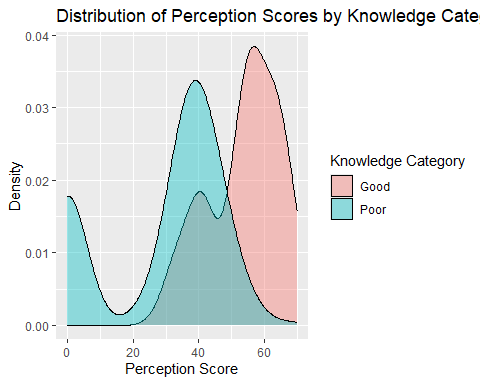 Distribution of Perception Scores by Knowledge Cate
0.04
0.03
0.02
0.01
0.00
Density
0
20
40
60
Perception Score
Knowledge Category
Good
Poor